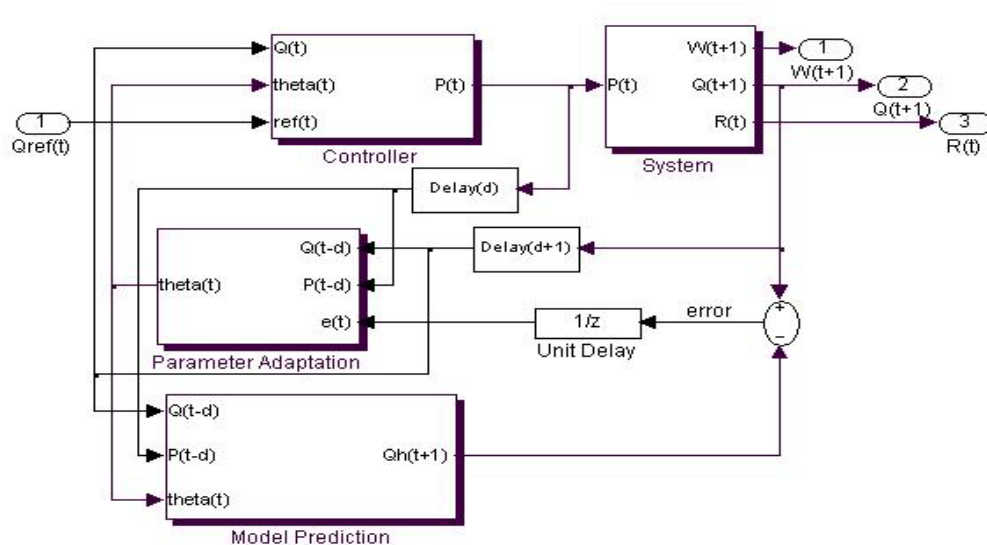 Q(t)
theta(t)
ref(t)
P(t)
Controller
P(t)
W(t+1)
Q(t+1)
R(t)
System
1
W(t+1)
2
Q(t+1)
3
R(t)
1
Qref(t)
Delay(d)
Delay(d+1)
theta(t)
Q(t-d)
P(t-d)
e(t)
Parameter Adaptation
1/z
Unit Delay
error
+
−
Q(t-d)
P(t-d)
theta(t)
Qh(t+1)
Model Prediction